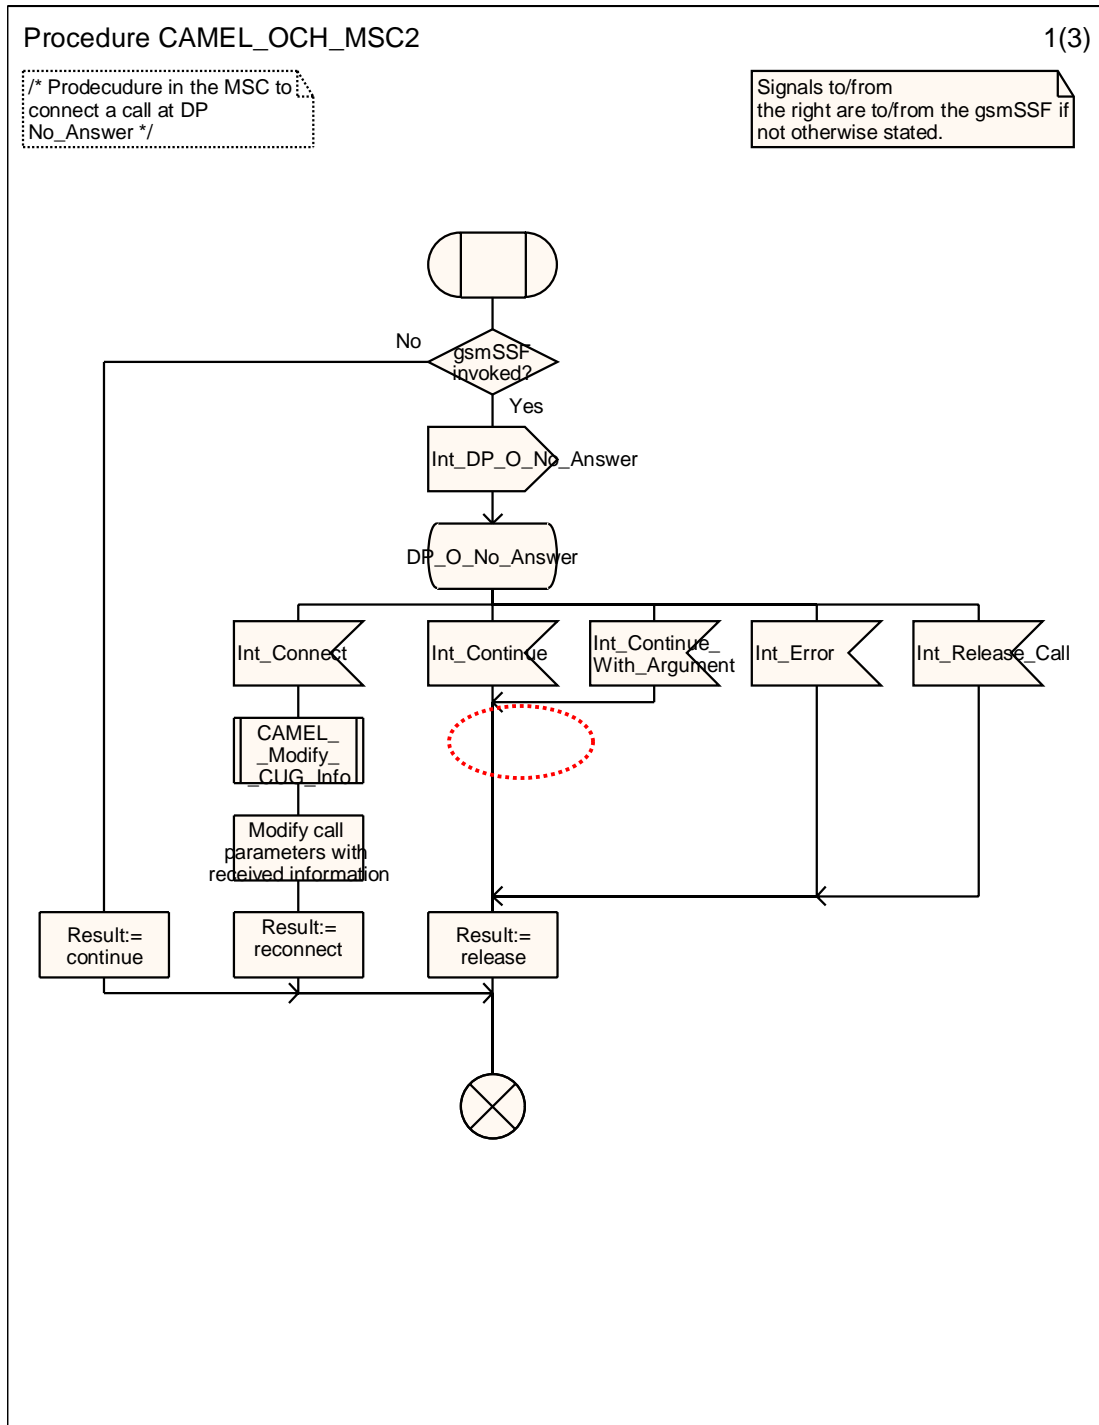 Procedure CAMEL_OCH_MSC2
1(3)
/* Prodecudure in the MSC to
connect a call at DP
No_Answer */
Signals to/from
the right are to/from the gsmSSF if
not otherwise stated.
No
gsmSSF
invoked?
Yes
Int_DP_O_No_Answer
DP_O_No_Answer
Int_Connect
Int_Continue
Int_Continue_
With_Argument
Int_Error
Int_Release_Call
CAMEL_
_Modify_
_CUG_Info
Modify call
parameters with
received information
Result:=
continue
Result:=
reconnect
Result:=
release